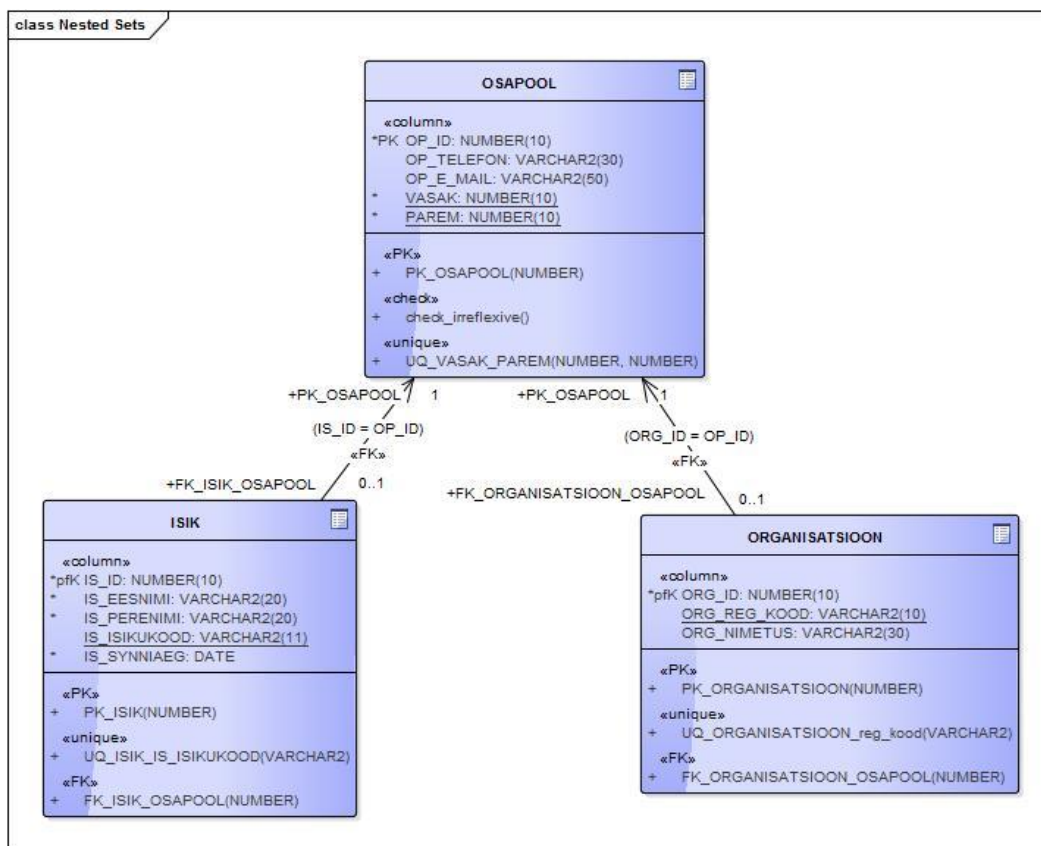 class Nested Sets
OSAPOOL
«column»
*PK OP_ID: NUMBER(10)
OP_TELEFON: VARCHAR2(30)
OP_E_MAIL: VARCHAR2(50)
* VASAK: NUMBER(10)
* PAREM: NUMBER(10)
«PK»
+ PK_OSAPOOL(NUMBER)
«check»
+ check_irreflexive()
«unique»
+ UQ_VASAK_PAREM(NUMBER, NUMBER)
+PK_OSAPOOL 1
(IS_ID = OP_ID)
«FK»
+FK_ISIK_OSAPOOL 0..1
+PK_OSAPOOL 1
(ORG_ID = OP_ID)
«FK»
+FK_ORGANISATSIOON_OSAPOOL 0..1
ISIK
«column»
*pfK IS_ID: NUMBER(10)
* IS_EESNIMI: VARCHAR2(20)
* IS_PERENIMI: VARCHAR2(20)
IS_ISIKUKOOD: VARCHAR2(11)
* IS_SYNNIAEG: DATE
«PK»
+ PK_ISIK(NUMBER)
«unique»
+ UQ_ISIK_IS_ISIKUKOOD(VARCHAR2)
«FK»
+ FK_ISIK_OSAPOOL(NUMBER)
ORGANISATSIOON
«column»
*pfK ORG_ID: NUMBER(10)
ORG_REG_KOOD: VARCHAR2(10)
ORG_NIMETUS: VARCHAR2(30)
«PK»
+ PK_ORGANISATSIOON(NUMBER)
«unique»
+ UQ_ORGANISATSIOON_reg_kood(VARCHAR2)
«FK»
+ FK_ORGANISATSIOON_OSAPOOL(NUMBER)